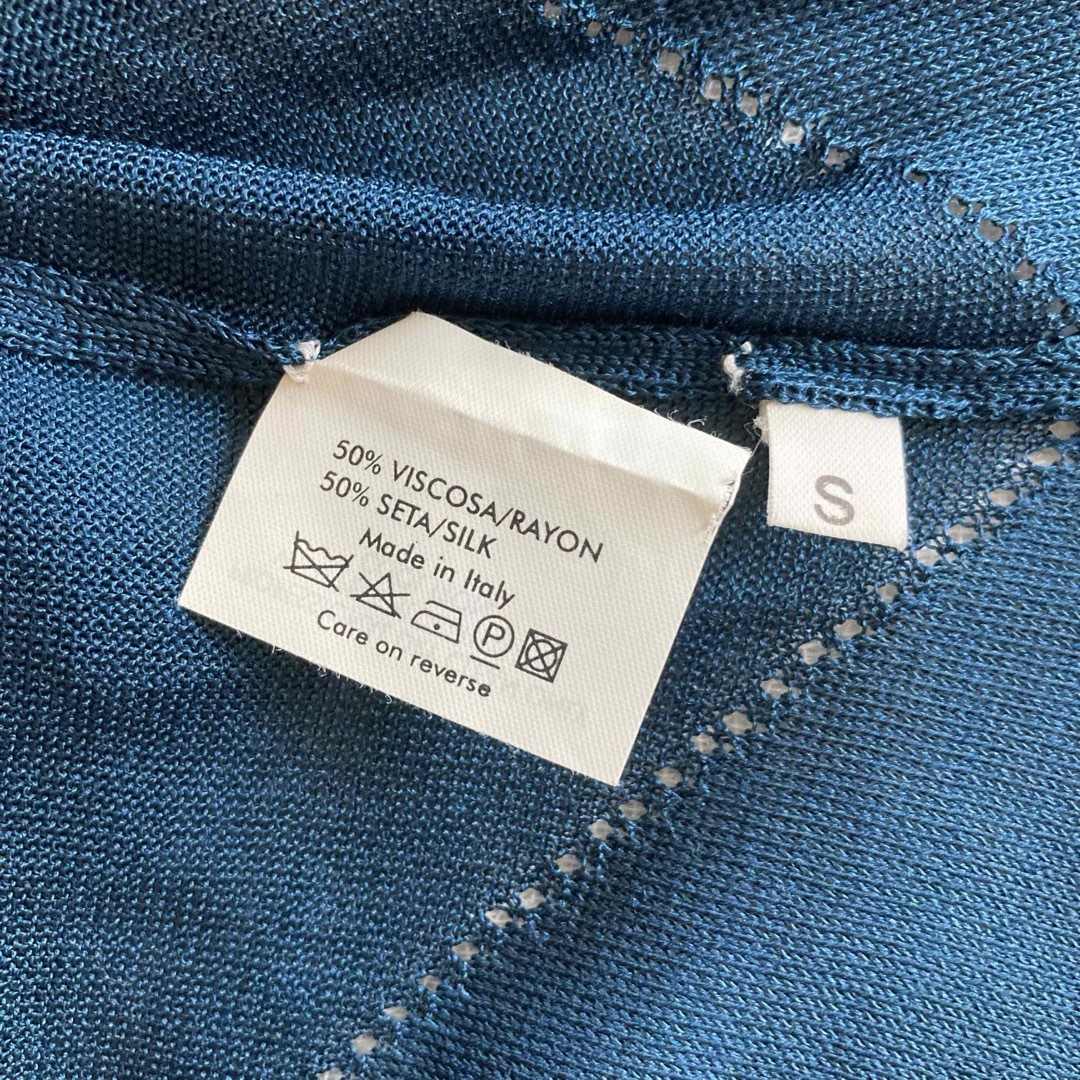 50% VISCOSA/RAYON
50% SETA/SILK
Made in Italy
P
Care on reverse
S